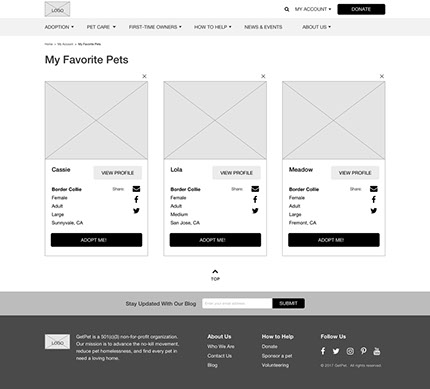 LOGO
MY ACCOUNT
DONATE
ADOPTION
PET CARE
FIRST-TIME OWNERS
HOW TO HELP
NEWS & EVENTS
ABOUT US
Home > My Account > My Favorite Pets
My Favorite Pets
Cassie
VIEW PROFILE
Border Collie
Share:
Female
Adult
Large
Sunnyvale, CA
ADOPT ME!
Lola
VIEW PROFILE
Border Collie
Share:
Female
Adult
Medium
San Jose, CA
ADOPT ME!
Meadow
VIEW PROFILE
Border Collie
Share:
Female
Adult
Large
Fremont, CA
ADOPT ME!
TOP
Stay Updated With Our Blog
Enter your email address
SUBMIT
LOGO
GetPet is a 501(c)(3) non-for-profit organization.
Our mission is to advance the no-kill movement,
reduce pet homelessness, and find every pet in
need a loving home.
About Us
Who We Are
Contact Us
Blog
How to Help
Donate
Sponsor a pet
Volunteering
Follow Us
© 2017 GetPet. All rights reserved